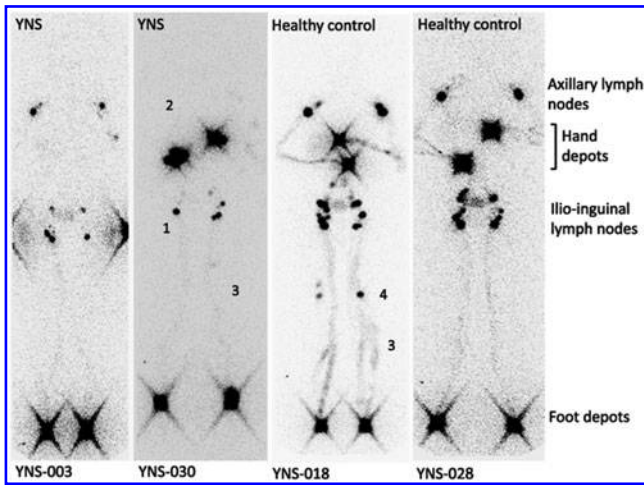 YNS
YNS
Healthy control
Healthy control
Axillary lymph
nodes
Hand
depots
Ilio-inguinal
lymph nodes
Foot depots
2
1
3
4
3
YNS-003
YNS-030
YNS-018
YNS-028